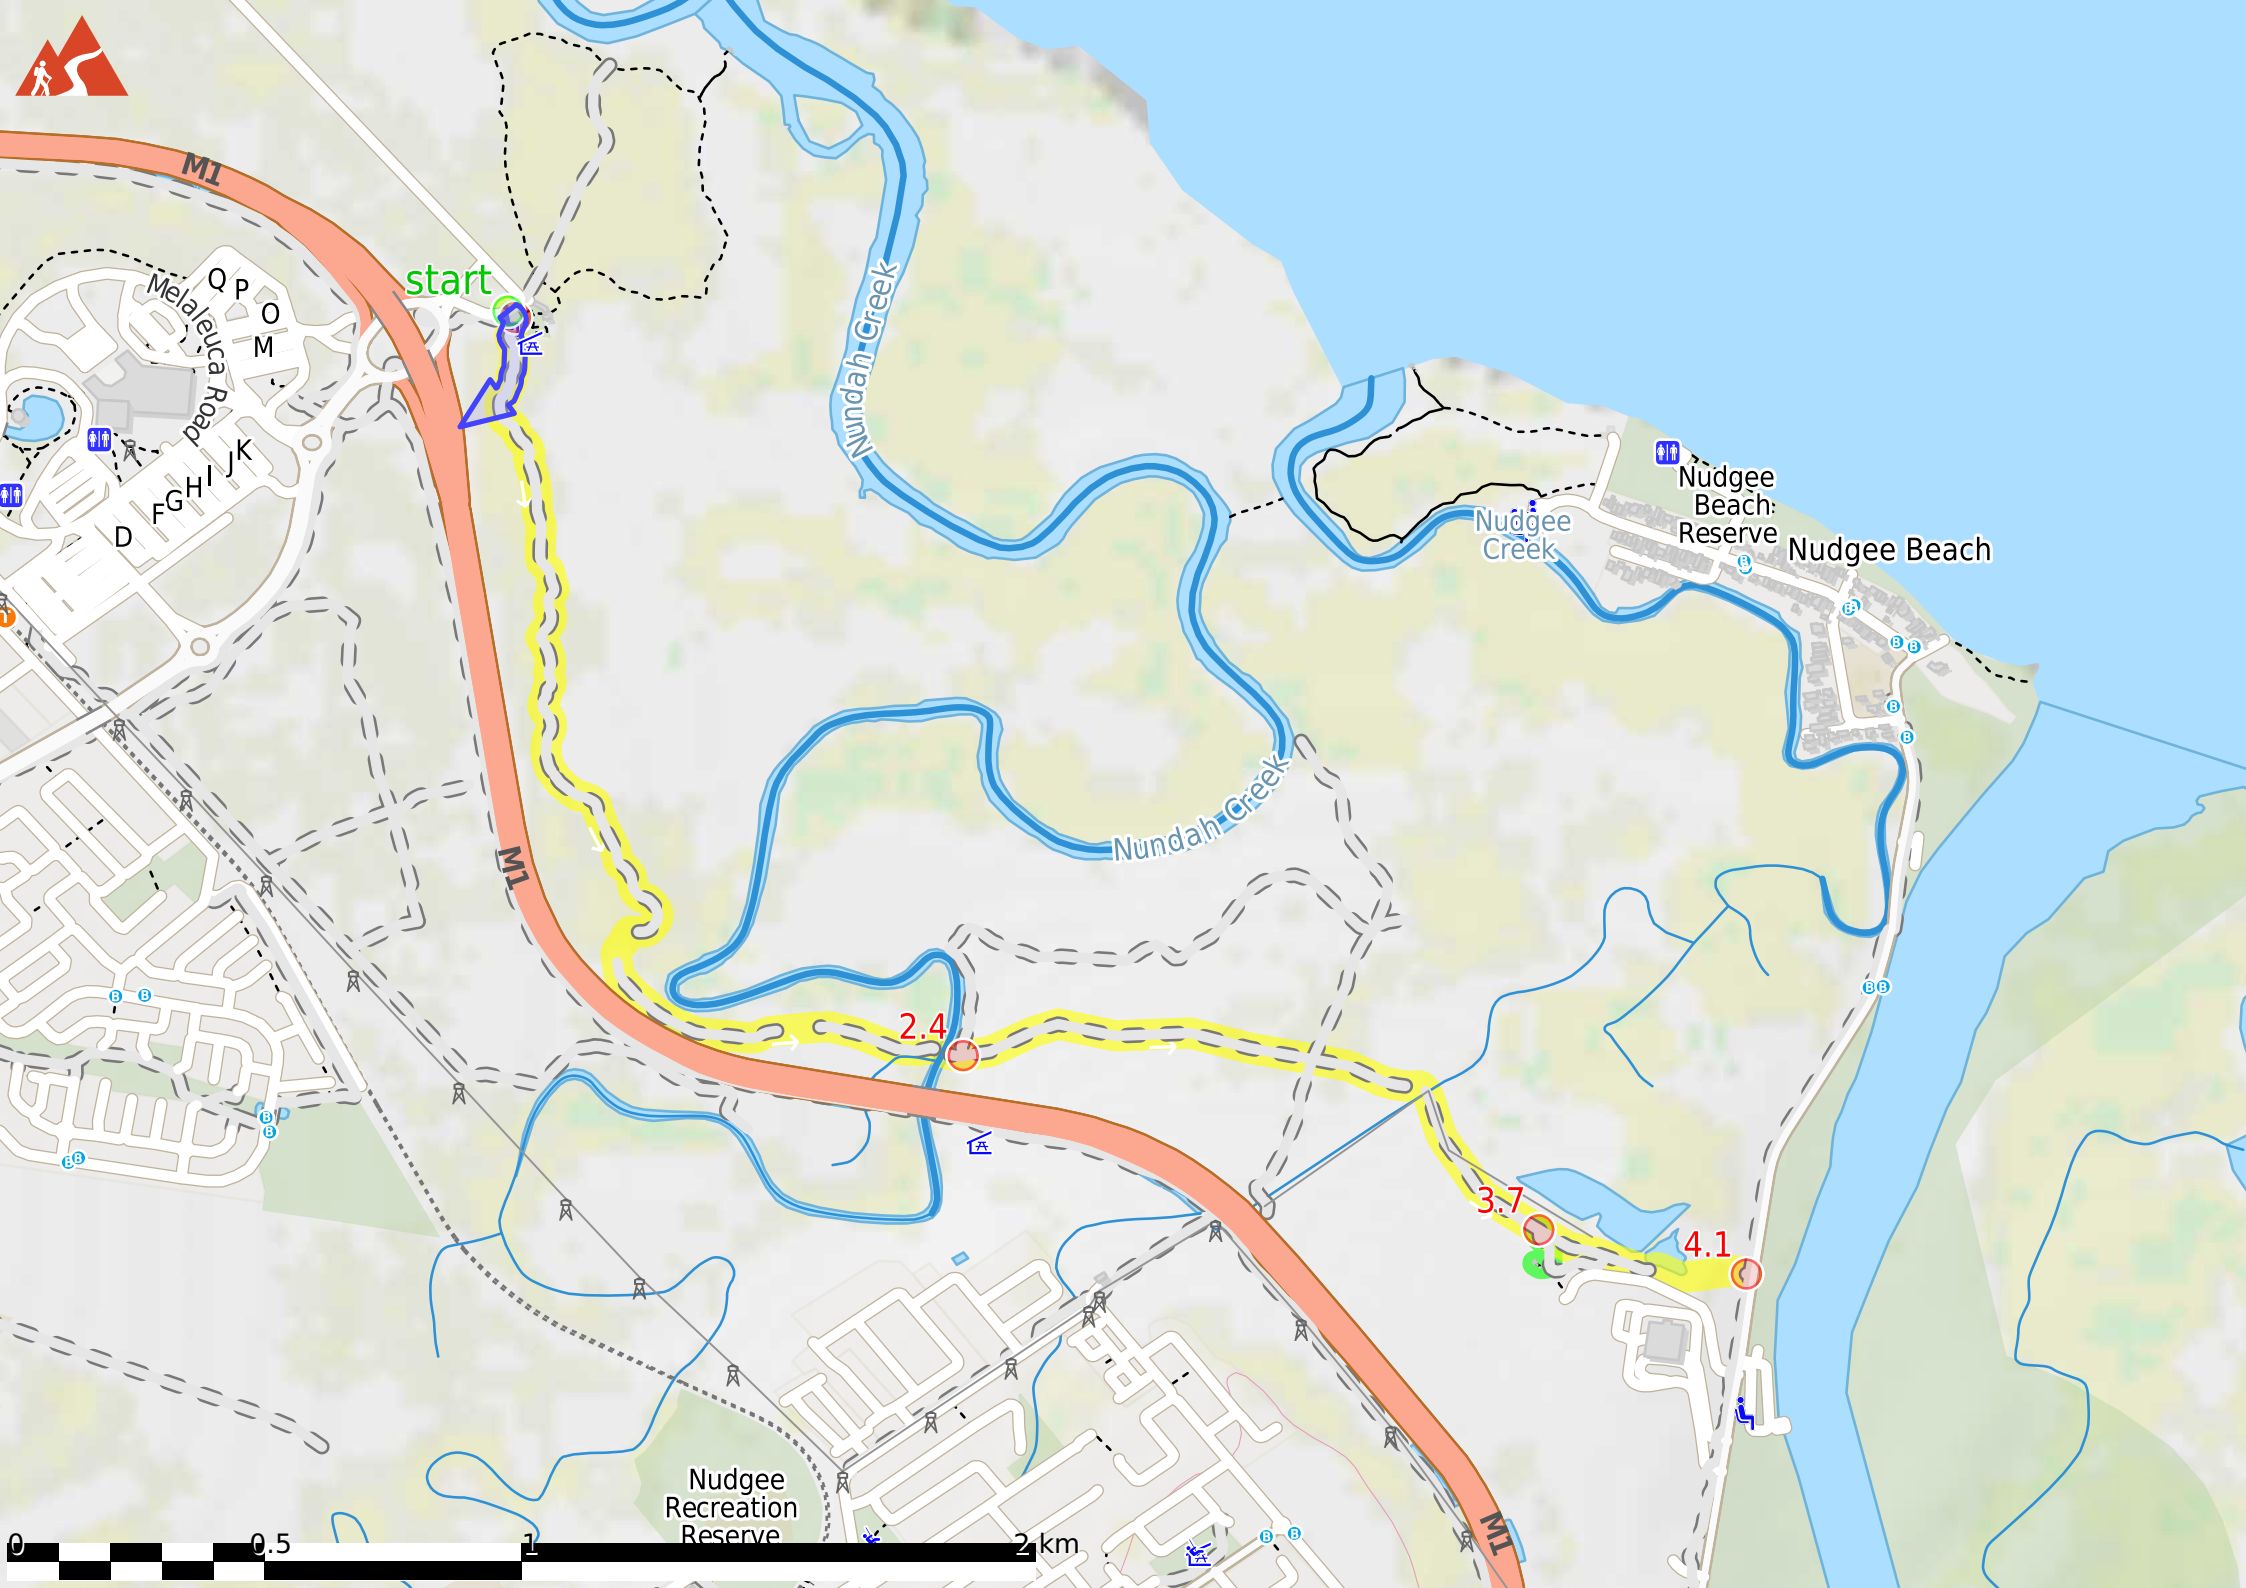 M1
start
Q
P
O
M
Melaleuca Road
K
J
I
H
G
F
D
Nundah Creek
Nudgee
Beach
Reserve
Nudgee
Creek
Nudgee Beach
Nundah Creek
M1
2.4
3.7
4.1
Nudgee
Recreation
Reserve
M1
0 0.5 1 2 km